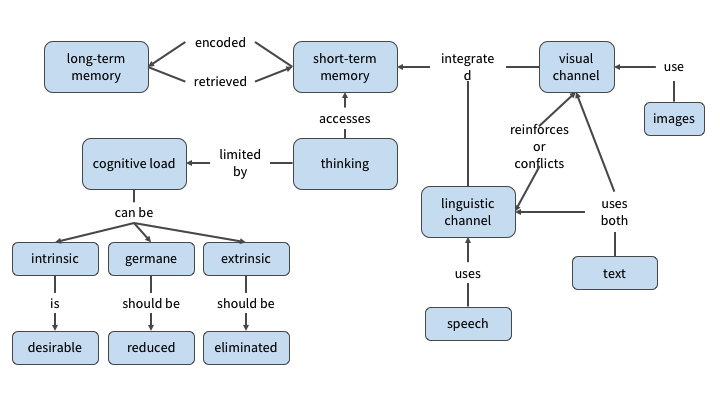 encoded
long-term
memory
retrieved
short-term
memory
integrate
d
visual
channel
use
images
accesses
reinforces
or
conflicts
cognitive load
limited
by
thinking
linguistic
channel
uses
both
can be
intrinsic
germane
extrinsic
uses
text
is
should be
should be
speech
desirable
reduced
eliminated